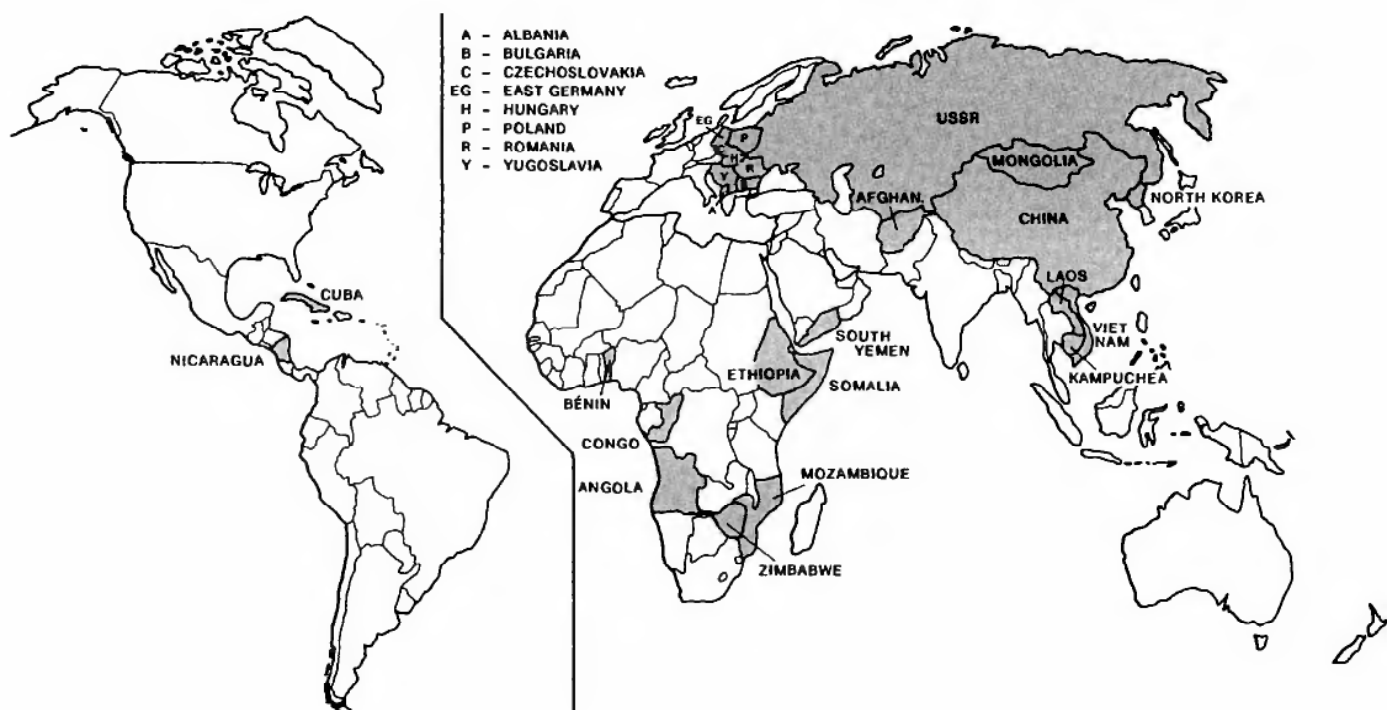 A - ALBANIA
B - BULGARIA
C - CZECHOSLOVAKIA
EG - EAST GERMANY
H - HUNGARY
P - POLAND
R - ROMANIA
Y - YUGOSLAVIA
EG
P
H
R
Y
A
USSR
MONGOLIA
AFGHAN.
NORTH KOREA
CHINA
LAOS
CUBA
NICARAGUA
SOUTH
YEMEN
VIET
NAM
KAMPUCHEA
ETHIOPIA
SOMALIA
BÉNIN
CONGO
ANGOLA
MOZAMBIQUE
ZIMBABWE